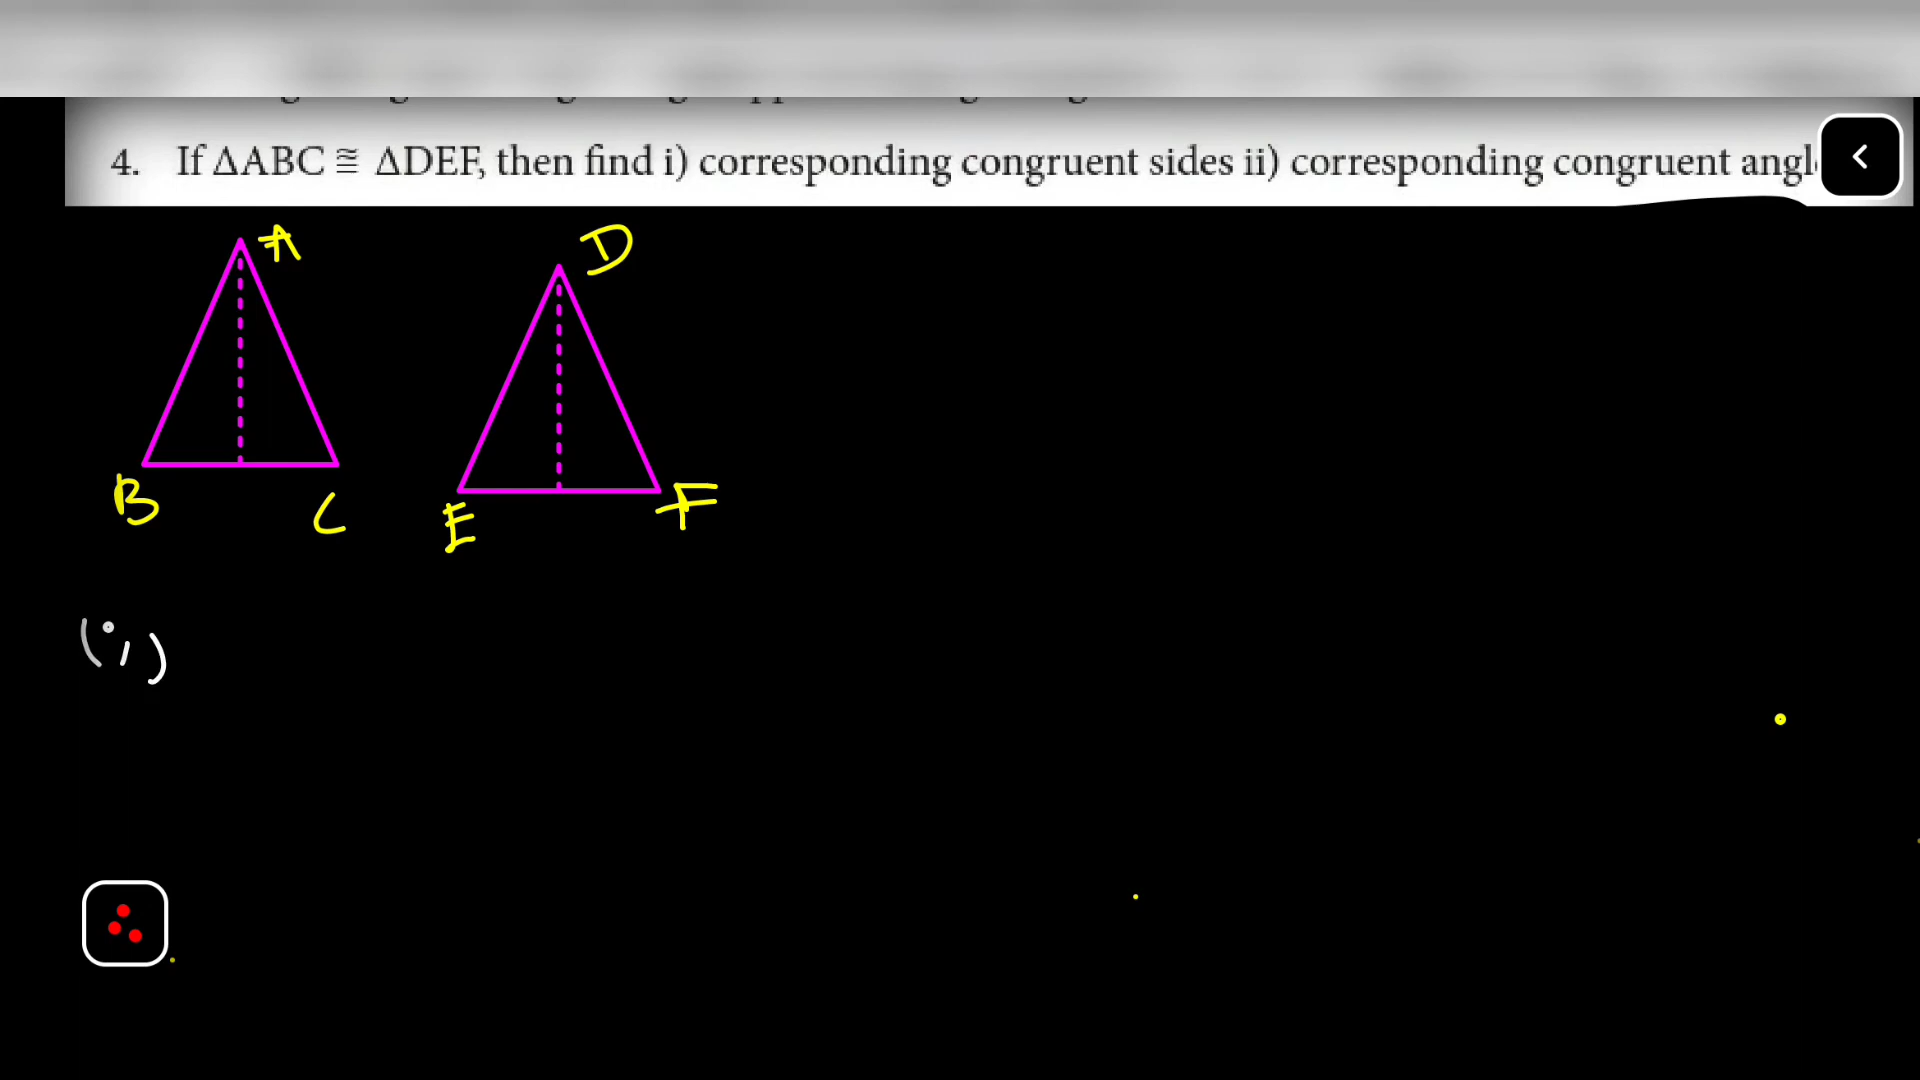 4. If ΔABC ≅ ΔDEF, then find i) corresponding congruent sides ii) corresponding congruent angl
A D
B C E F
(i)